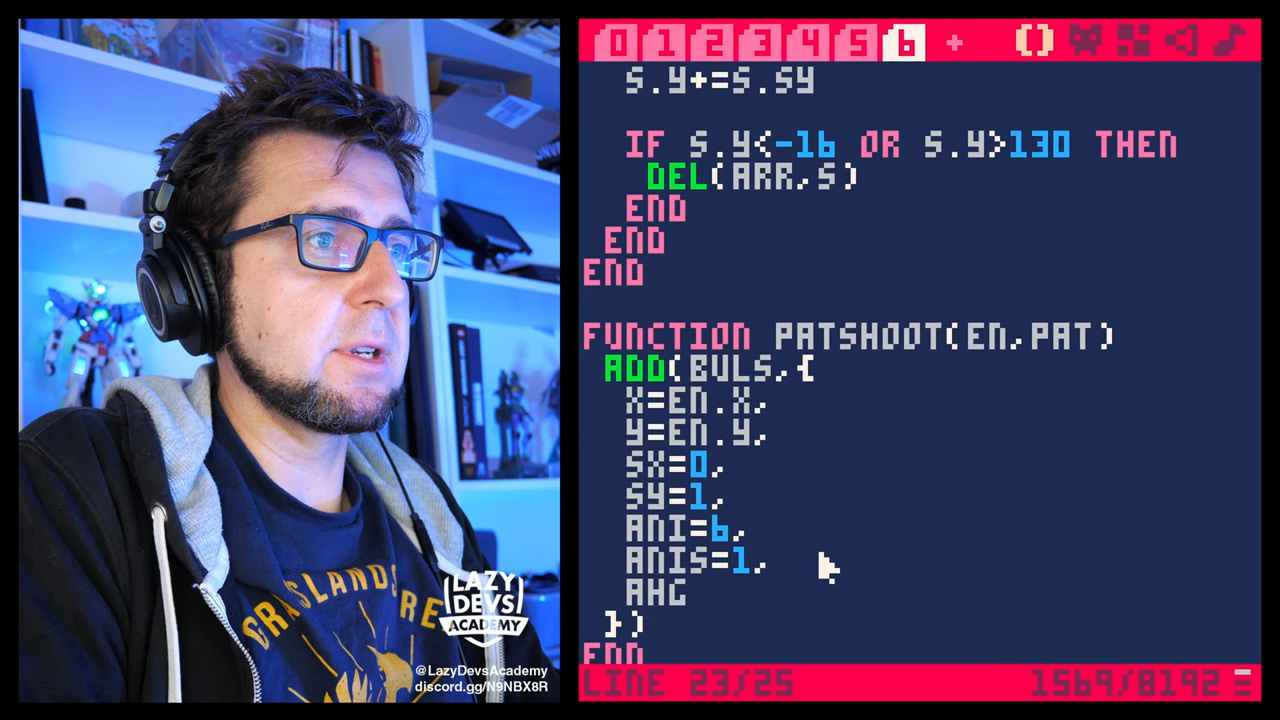 0 1 2 3 4 5 6 + ()
S.Y+=S.SY
IF S.Y<-16 OR S.Y>130 THEN
DEL(ARR,S)
END
END
END
FUNCTION PATSHOOT(EN,PAT)
ADD(BULS,{
X=EN.X,
Y=EN.Y,
SX=0,
SY=1,
ANI=6,
ANIS=1,
AHG
})
END
LINE 23/25 1569/8192
LAZY
DEVS
ACADEMY
@LazyDevsAcademy
discord.gg/N9NBX8R